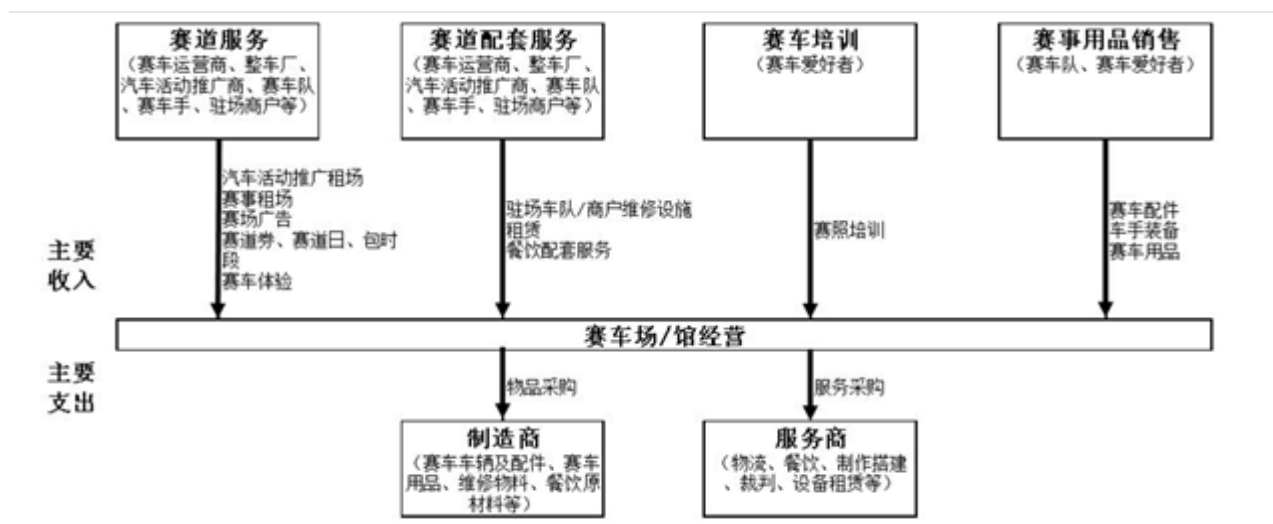 赛道服务
（赛车运营商、整车厂、
汽车活动推广商、赛车队
、赛车手、驻场商户等）
赛道配套服务
（赛车运营商、整车厂、
汽车活动推广商、赛车队
、赛车手、驻场商户等）
赛车培训
（赛车爱好者）
赛事用品销售
（赛车队、赛车爱好者）
主要
收入
汽车活动推广租场
赛事租场
赛场广告
赛道券、赛道日、包时
段
赛车体验
驻场车队/商户维修设施
租赁
餐饮配套服务
赛照培训
赛车配件
车手装备
赛车用品
赛车场/馆经营
主要
支出
物品采购
服务采购
制造商
（赛车车辆及配件、赛车
用品、维修物料、餐饮原
材料等）
服务商
（物流、餐饮、制作搭建
、裁判、设备租赁等）